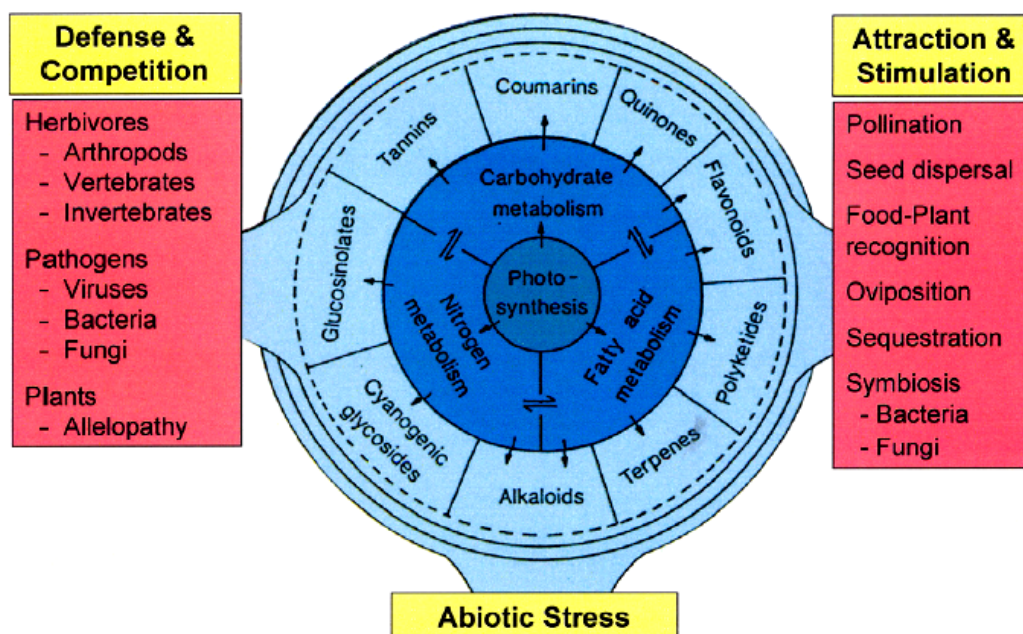 Defense &
Competition
Herbivores
- Arthropods
- Vertebrates
- Invertebrates
Pathogens
- Viruses
- Bacteria
- Fungi
Plants
- Allelopathy
Coumarins
Quinones
Flavonoids
Polyketides
Terpenes
Alkaloids
Cyanogenic
glycosides
Glucosinolates
Tannins
Carbohydrate
metabolism
Fatty acid
metabolism
Nitrogen
metabolism
Photo-
synthesis
Attraction &
Stimulation
Pollination
Seed dispersal
Food-Plant
recognition
Oviposition
Sequestration
Symbiosis
- Bacteria
- Fungi
Abiotic Stress